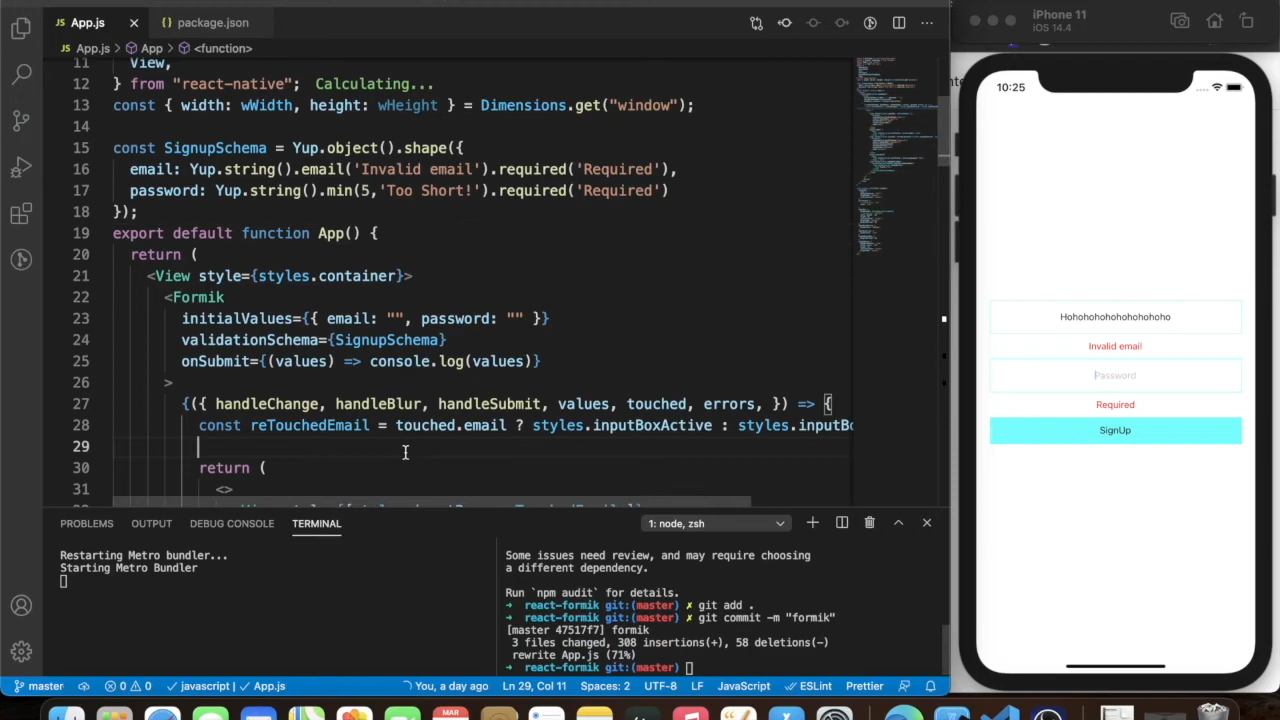 App.js
package.json
App.js > App > <function>
11 View,
12 } from "react-native": Calculating...
13 const { width: wWidth, height: wHeight } = Dimensions.get("window");
14
15 const SignupSchema = Yup.object().shape({
16 email: Yup.string().email('Invalid email').required('Required'),
17 password: Yup.string().min(5,'Too Short!').required('Required')
18 });
19 export default function App() {
20 return (
21 <View style={styles.container}>
22 <Formik
23 initialValues={{ email: "", password: "" }}
24 validationSchema={SignupSchema}
25 onSubmit={(values) => console.log(values)}
26 >
27 {({ handleChange, handleBlur, handleSubmit, values, touched, errors, }) => {
28 const reTouchedEmail = touched.email ? styles.inputBoxActive : styles.inputBo
29
30 return (
31 <>
PROBLEMS
OUTPUT
DEBUG CONSOLE
TERMINAL
1: node, zsh
Restarting Metro bundler...
Starting Metro Bundler
Some issues need review, and may require choosing
a different dependency.
Run `npm audit` for details.
➜ react-formik git:(master) ✗ git add .
➜ react-formik git:(master) ✗ git commit -m "formik"
[master 47517f7] formik
3 files changed, 308 insertions(+), 58 deletions(-)
rewrite App.js (71%)
➜ react-formik git:(master)
master
0
0
javascript | ✓ App.js
You, a day ago
Ln 29, Col 11
Spaces: 2
UTF-8
LF
JavaScript
ESLint
Prettier
MAR
iPhone 11
iOS 14.4
10:25
Hohohohohohohohohoho
Invalid email
Password
Required
SignUp